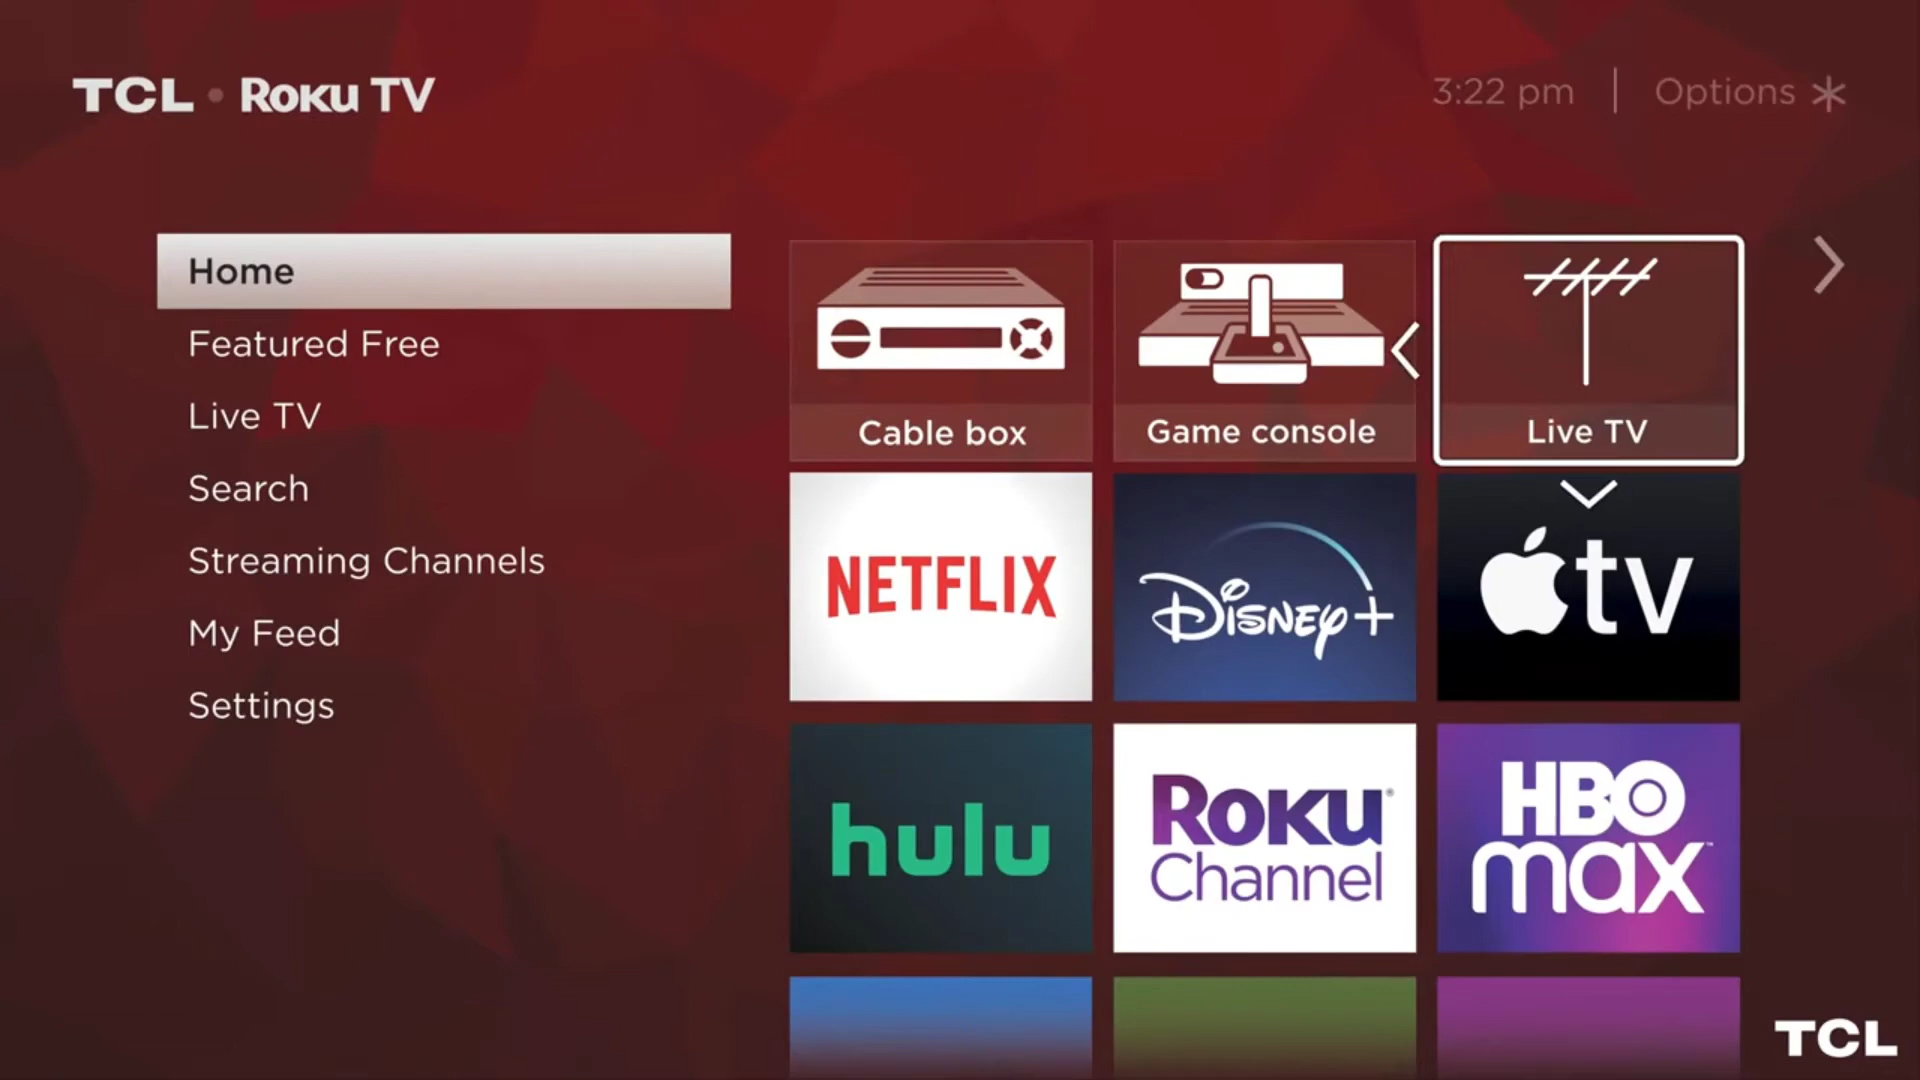 TCL • Roku TV
3:22 pm | Options *
Home
Featured Free
Live TV
Search
Streaming Channels
My Feed
Settings
Cable box
Game console
Live TV
NETFLIX
Disney+
tv
hulu
Roku®
Channel
HBO
max™
TCL